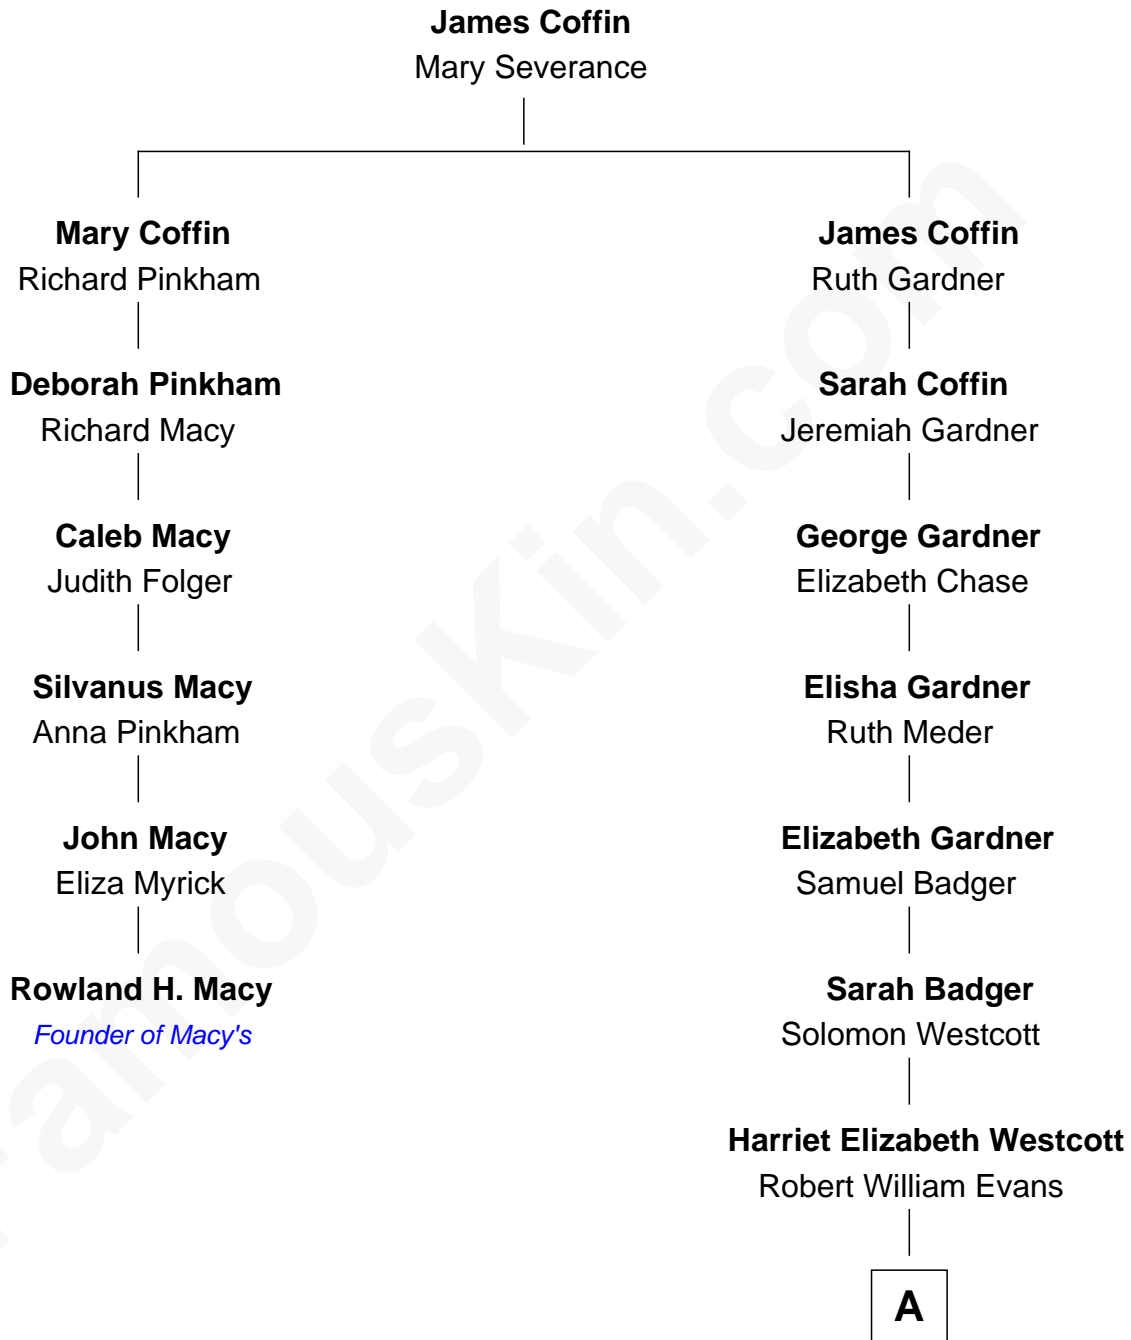 James Coffin
Mary Severance
Mary Coffin
Richard Pinkham
James Coffin
Ruth Gardner
Deborah Pinkham
Richard Macy
Sarah Coffin
Jeremiah Gardner
Caleb Macy
Judith Folger
George Gardner
Elizabeth Chase
Silvanus Macy
Anna Pinkham
Elisha Gardner
Ruth Meder
John Macy
Eliza Myrick
Elizabeth Gardner
Samuel Badger
Rowland H. Macy
Founder of Macy's
Sarah Badger
Solomon Westcott
Harriet Elizabeth Westcott
Robert William Evans
A
FamousKin.com